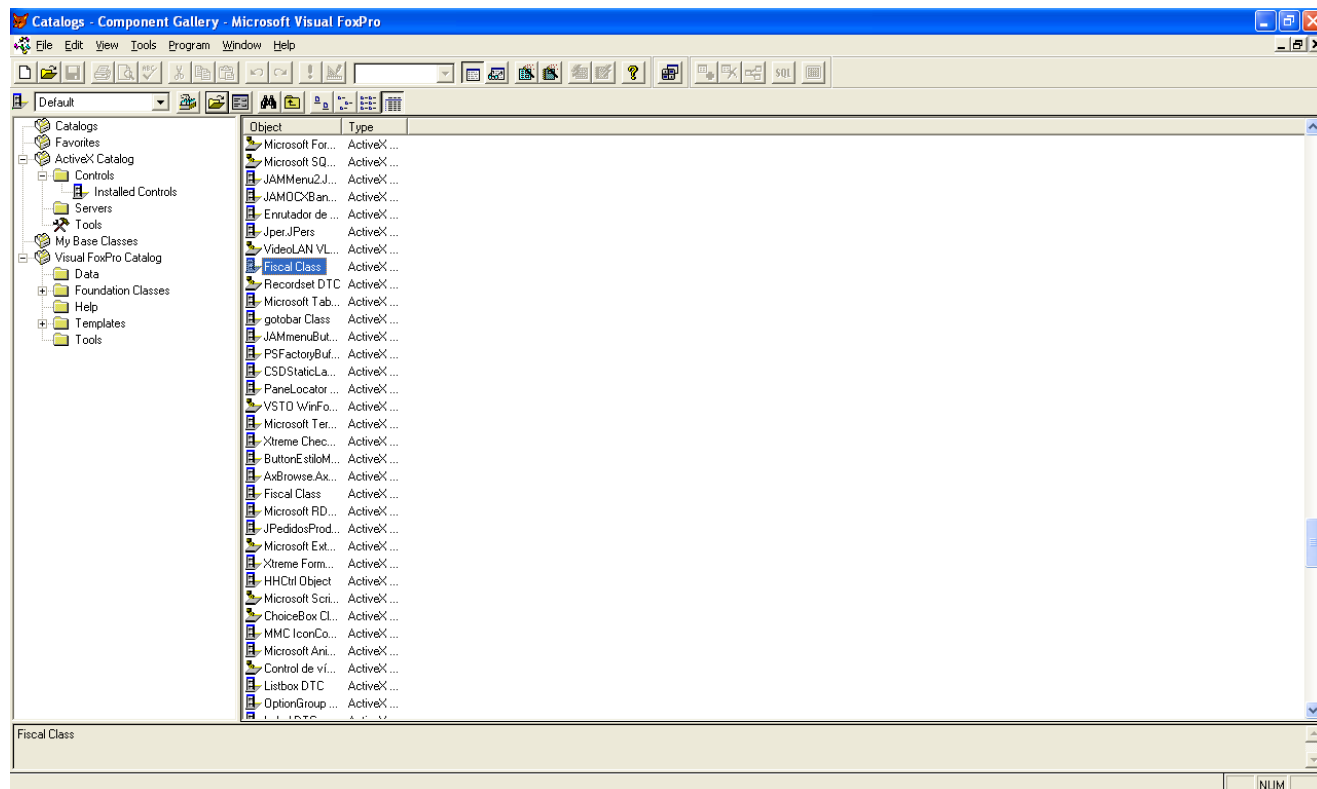 Catalogs - Component Gallery - Microsoft Visual FoxPro
File Edit View Tools Program Window Help
SQL
Default
Catalogs
Favorites
ActiveX Catalog
Controls
Installed Controls
Servers
Tools
My Base Classes
Visual FoxPro Catalog
Data
Foundation Classes
Help
Templates
Tools
Object Type
Microsoft For... ActiveX ...
Microsoft SQ... ActiveX ...
JAMMenu2.J... ActiveX ...
JAMOCXBan... ActiveX ...
Enrutador de ... ActiveX ...
Jper.JPers ActiveX ...
VideoLAN VL... ActiveX ...
Fiscal Class ActiveX ...
Recordset DTC ActiveX ...
Microsoft Tab... ActiveX ...
gotobar Class ActiveX ...
JAMmenuBut... ActiveX ...
PSFactoryBuf... ActiveX ...
CSDStaticLa... ActiveX ...
PaneLocator ... ActiveX ...
VSTO WinFo... ActiveX ...
Microsoft Ter... ActiveX ...
Xtreme Chec... ActiveX ...
ButtonEstiloM... ActiveX ...
AxBrowse.Ax... ActiveX ...
Fiscal Class ActiveX ...
Microsoft RD... ActiveX ...
JPedidosProd... ActiveX ...
Microsoft Ext... ActiveX ...
Xtreme Form... ActiveX ...
HHCtrl Object ActiveX ...
Microsoft Scri... ActiveX ...
ChoiceBox Cl... ActiveX ...
MMC IconCo... ActiveX ...
Microsoft Ani... ActiveX ...
Control de ví... ActiveX ...
Listbox DTC ActiveX ...
OptionGroup ... ActiveX ...
Fiscal Class
NUM